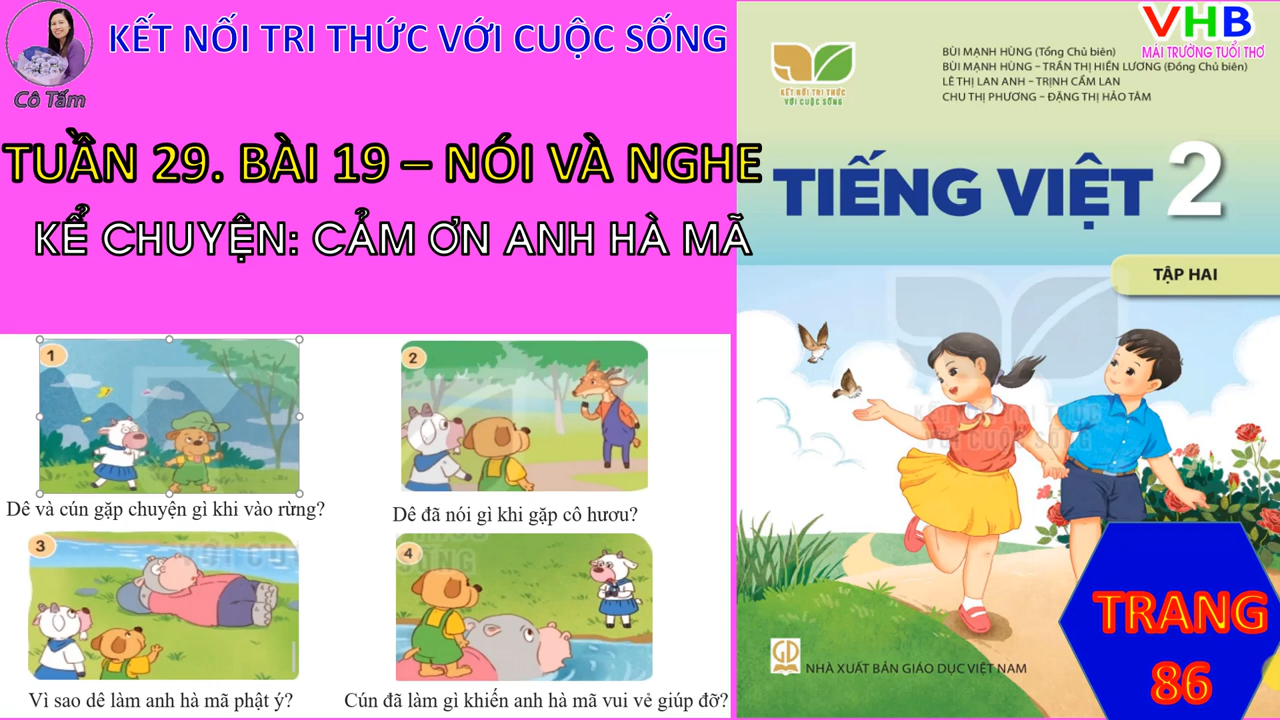 KẾT NỐI TRI THỨC VỚI CUỘC SỐNG
Cô Tấm
TUẦN 29. BÀI 19 – NÓI VÀ NGHE
KỂ CHUYỆN: CẢM ƠN ANH HÀ MÃ
1
Dê và cún gặp chuyện gì khi vào rừng?
2
Dê đã nói gì khi gặp cô hươu?
3
Vì sao dê làm anh hà mã phật ý?
4
Cún đã làm gì khiến anh hà mã vui vẻ giúp đỡ?
VHB
MÁI TRƯỜNG TUỔI THƠ
KẾT NỐI TRI THỨC
VỚI CUỘC SỐNG
BÙI MẠNH HÙNG (Tổng Chủ biên)
BÙI MẠNH HÙNG – TRẦN THỊ HIỀN LƯƠNG (Đồng Chủ biên)
LÊ THỊ LAN ANH – TRỊNH CẨM LAN
CHU THỊ PHƯƠNG – ĐẶNG THỊ HẢO TÂM
TIẾNG VIỆT 2
TẬP HAI
NHÀ XUẤT BẢN GIÁO DỤC VIỆT NAM
TRANG
86